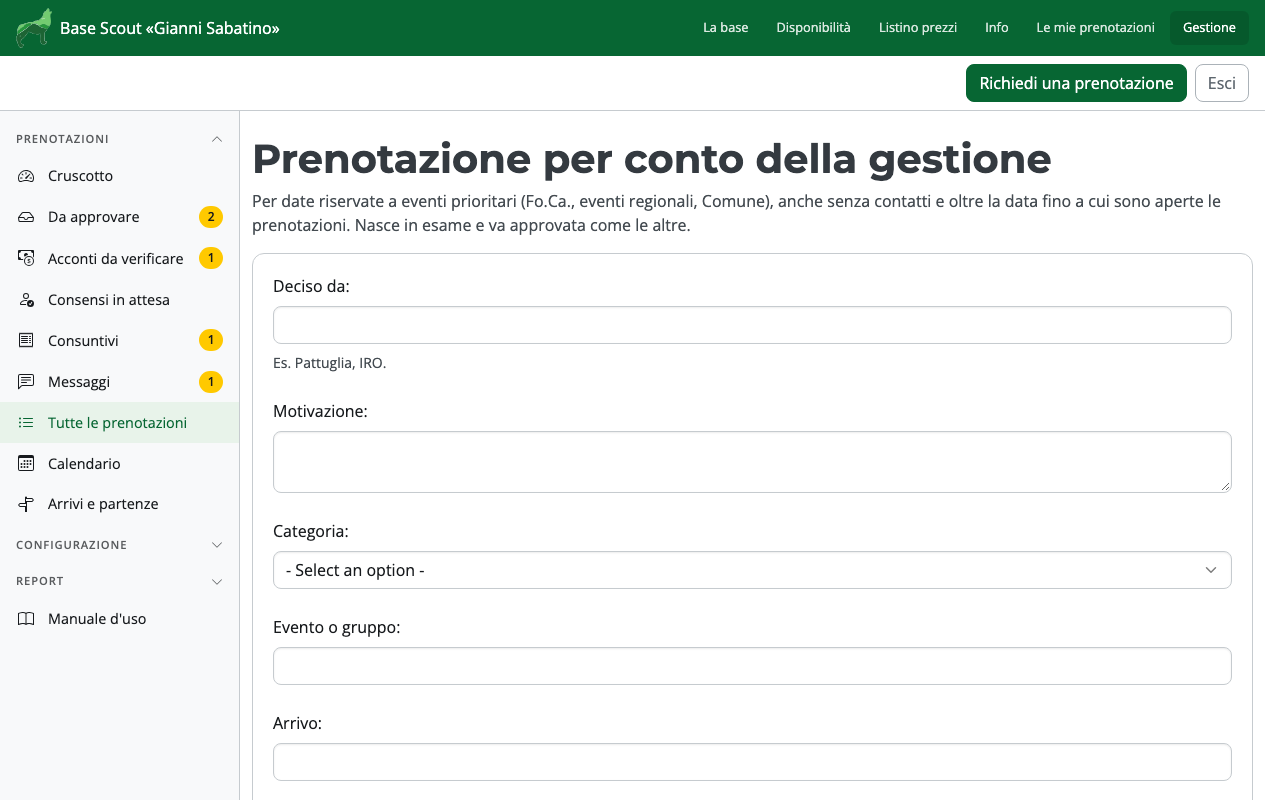 Base Scout «Gianni Sabatino»
La base
Disponibilità
Listino prezzi
Info
Le mie prenotazioni
Gestione
Richiedi una prenotazione
Esci
PRENOTAZIONI
Cruscotto
Da approvare
2
Acconti da verificare
1
Consensi in attesa
Consuntivi
1
Messaggi
1
Tutte le prenotazioni
Calendario
Arrivi e partenze
CONFIGURAZIONE
REPORT
Manuale d'uso
Prenotazione per conto della gestione
Per date riservate a eventi prioritari (Fo.Ca., eventi regionali, Comune), anche senza contatti e oltre la data fino a cui sono aperte le
prenotazioni. Nasce in esame e va approvata come le altre.
Deciso da:
Es. Pattuglia, IRO.
Motivazione:
Categoria:
- Select an option -
Evento o gruppo:
Arrivo: